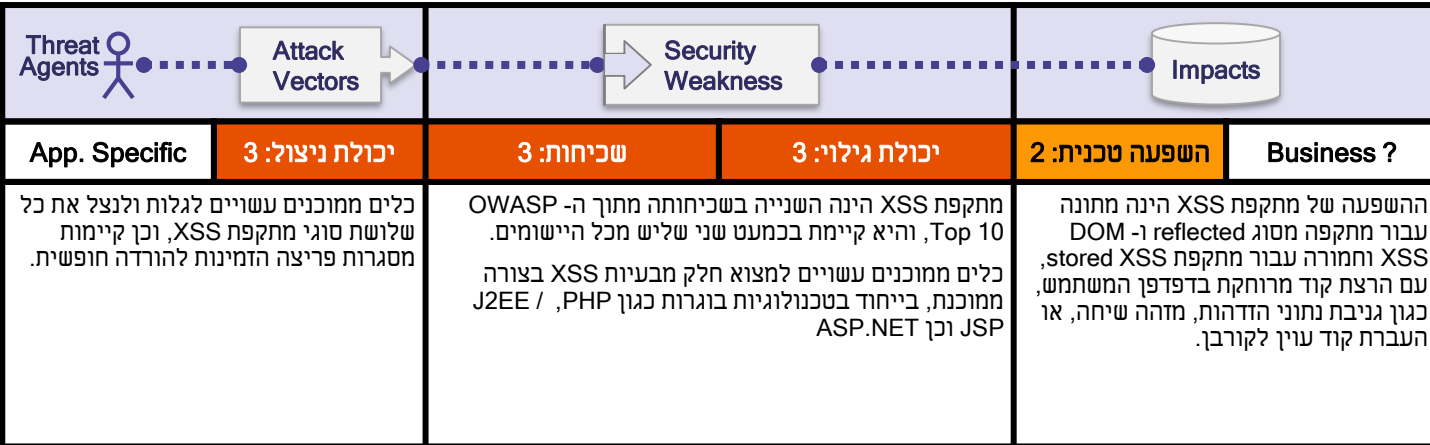 Threat
Agents
Attack
Vectors
Security
Weakness
Impacts
App. Specific
יכולת ניצול: 3
שכיחות: 3
יכולת גילוי: 3
השפעה טכנית: 2
Business ?
כלים ממוכנים עשויים לגלות ולנצל את כל
שלושת סוגי מתקפת XSS, וכן קיימות
מסגרות פריצה הזמינות להורדה חופשית.
מתקפת XSS הינה השנייה בשכיחותה מתוך ה- OWASP
Top 10, והיא קיימת בכמעט שני שליש מכל היישומים.
כלים ממוכנים עשויים למצוא חלק מבעיות XSS בצורה
ממוכנת, בייחוד בטכנולוגיות בוגרות כגון PHP, / J2EE
JSP וכן ASP.NET
ההשפעה של מתקפת XSS הינה מתונה
עבור מתקפה מסוג reflected ו- DOM
XSS וחמורה עבור מתקפת stored XSS,
עם הרצת קוד מרוחקת בדפדפן המשתמש,
כגון גניבת נתוני הזדהות, מזהה שיחה, או
העברת קוד עוין לקורבן.